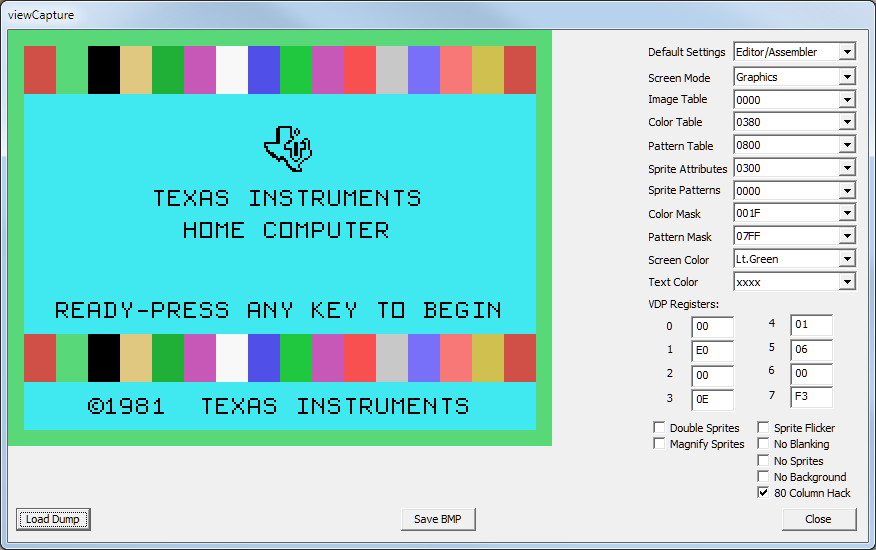 viewCapture
TEXAS INSTRUMENTS
HOME COMPUTER
READY-PRESS ANY KEY TO BEGIN
©1981 TEXAS INSTRUMENTS
Default Settings Editor/Assembler
Screen Mode Graphics
Image Table 0000
Color Table 0380
Pattern Table 0800
Sprite Attributes 0300
Sprite Patterns 0000
Color Mask 001F
Pattern Mask 07FF
Screen Color Lt.Green
Text Color xxxx
VDP Registers:
0 00 4 01
1 E0 5 06
2 00 6 00
3 0E 7 F3
Double Sprites Sprite Flicker
Magnify Sprites No Blanking
No Sprites
No Background
80 Column Hack
Load Dump Save BMP Close